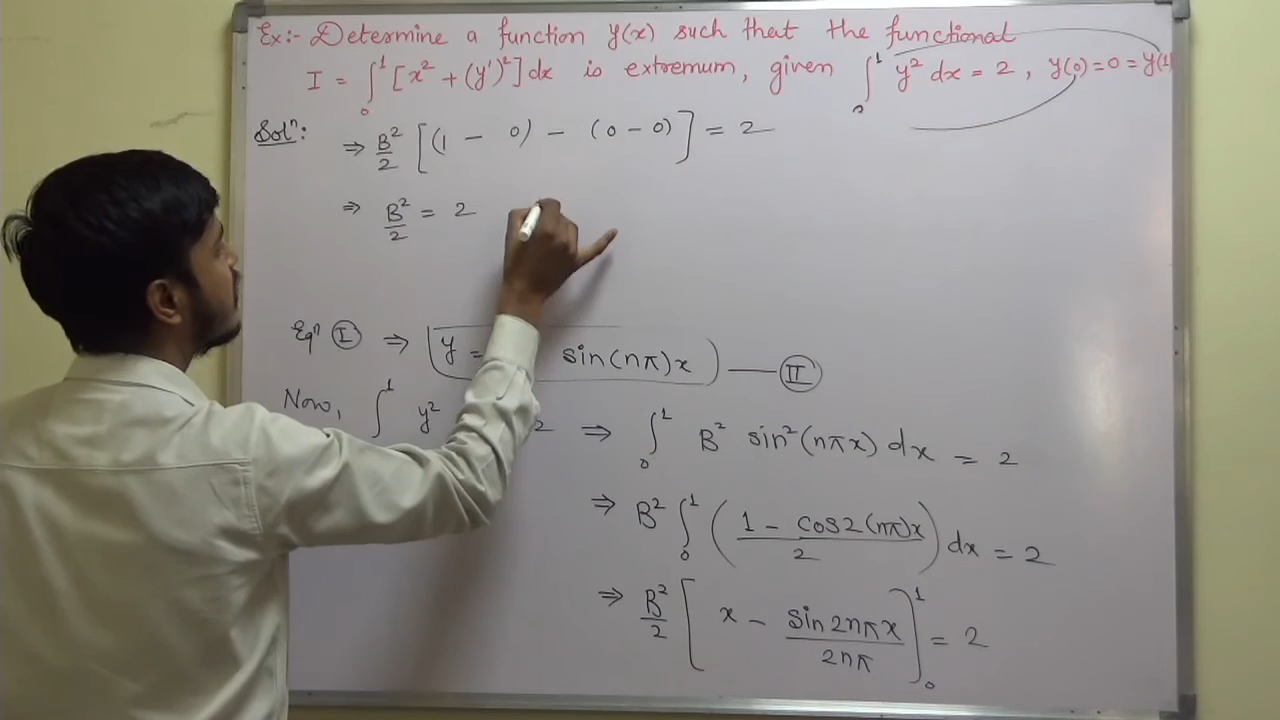 Ex:- Determine a function y(x) such that the functional
I = ∫₀¹ [x² + (y')²] dx is extremum, given ∫₀¹ y² dx = 2, y(0) = 0 = y(1)
Solⁿ:
⇒ B²/2 [(1 - 0) - (0 - 0)] = 2
⇒ B²/2 = 2
Eqⁿ Ⅰ ⇒ y = sin(nπ)x — Ⅱ
Now, ∫¹ y² 2 ⇒ ∫₀¹ B² sin²(nπx) dx = 2
⇒ B² ∫₀¹ (1 - cos2(nπ)x / 2) dx = 2
⇒ B²/2 [x - sin2nπx / 2nπ]₀¹ = 2